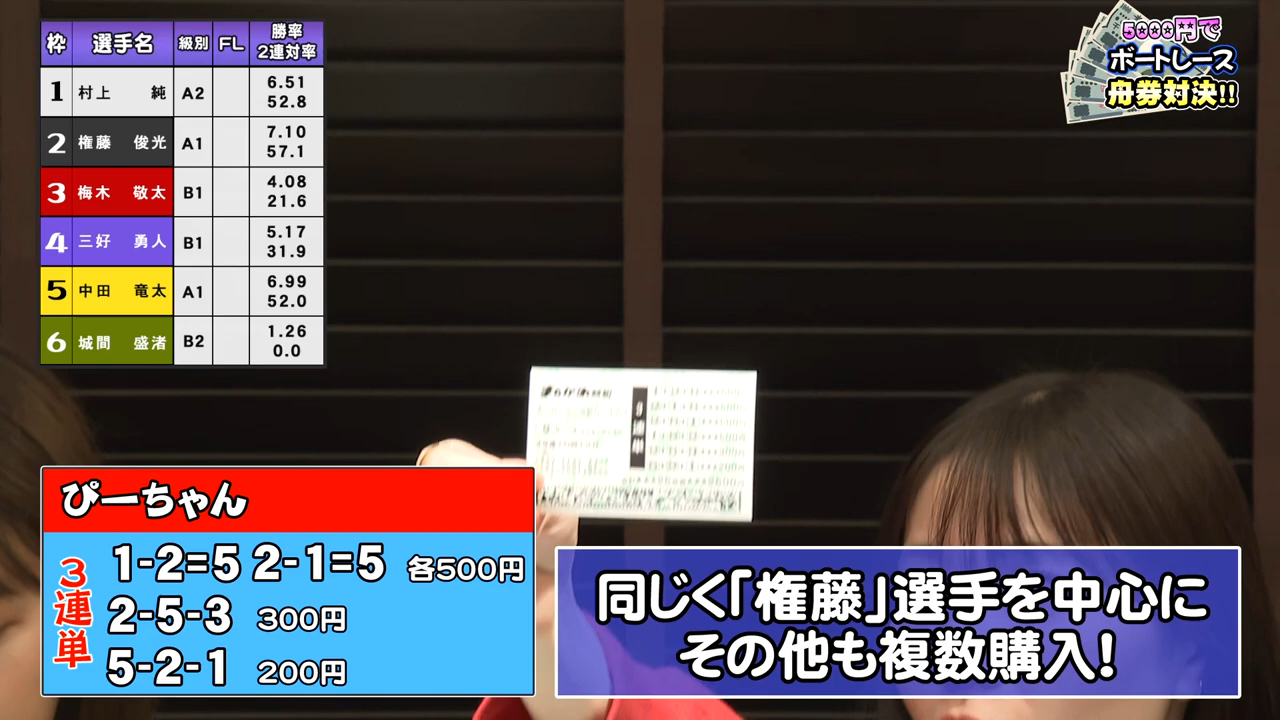 枠 選手名 級別 FL 勝率 2連対率
1 村上 純 A2 6.51 52.8
2 権藤 俊光 A1 7.10 57.1
3 梅木 敬太 B1 4.08 21.6
4 三好 勇人 B1 5.17 31.9
5 中田 竜太 A1 6.99 52.0
6 城間 盛渚 B2 1.26 0.0
5000円で
ボートレース
舟券対決!!
3連単
ぴーちゃん
3連単
1-2=5 2-1=5 各500円
2-5-3 300円
5-2-1 200円
同じく「権藤」選手を中心に
その他も複数購入!